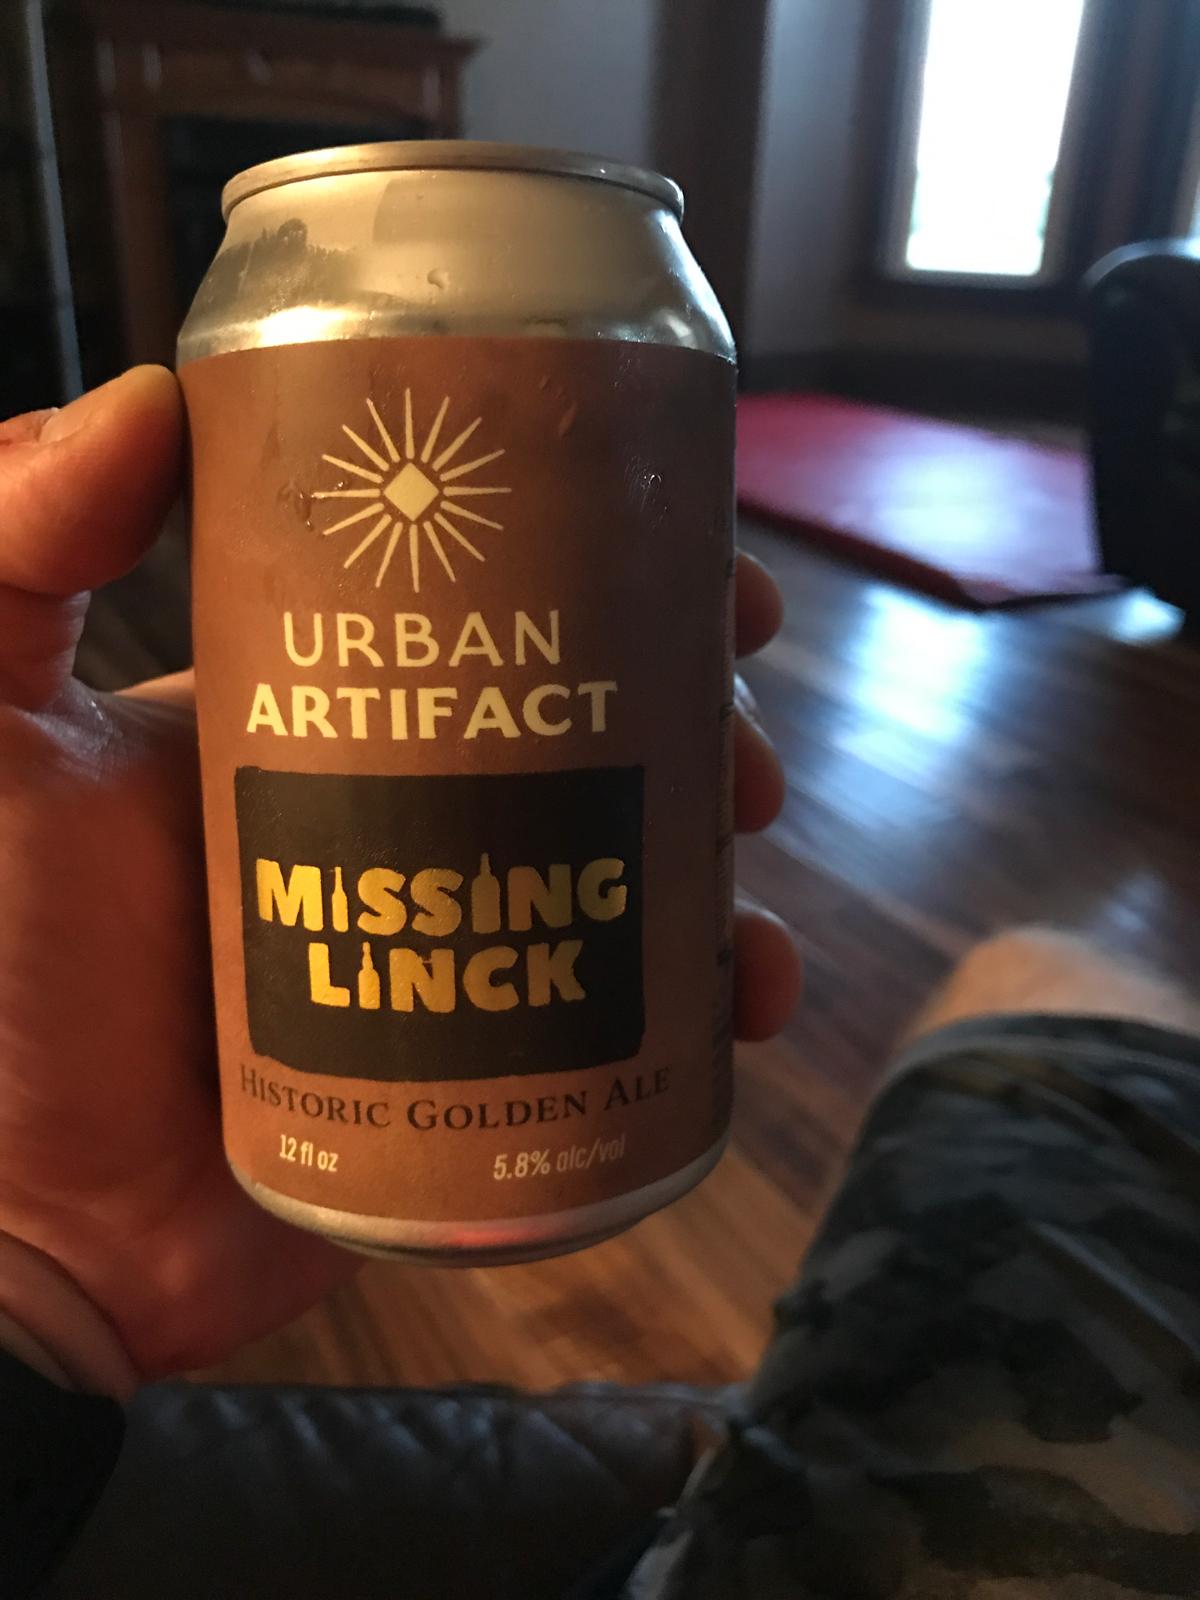 URBAN
ARTIFACT
MiSSiNG
LiNCK
HISTORIC GOLDEN ALE
12 fl oz 5.8% alc/vol